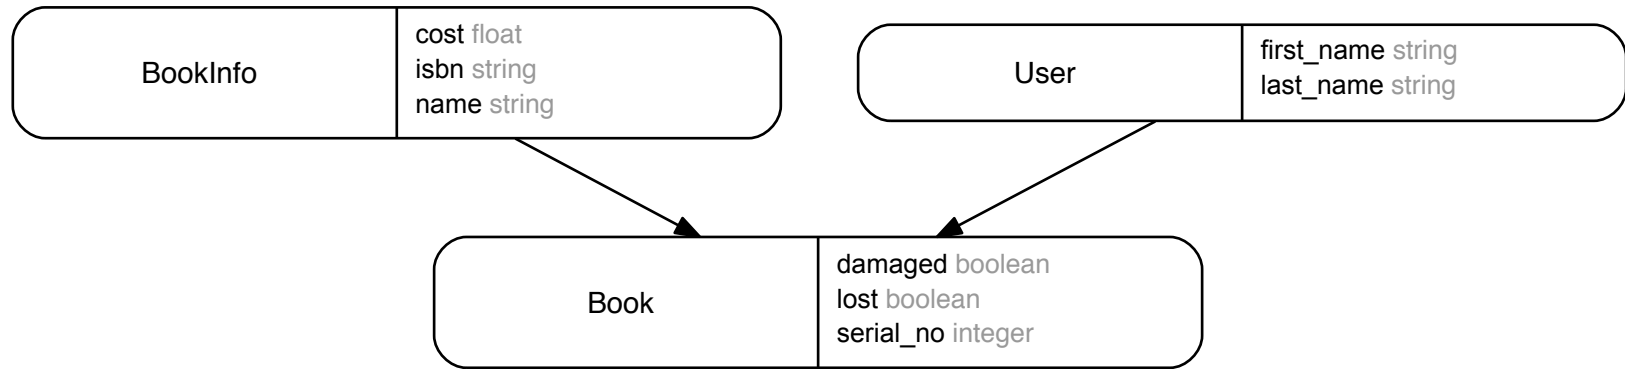 BookInfo
cost float
isbn string
name string
User
first_name string
last_name string
Book
damaged boolean
lost boolean
serial_no integer